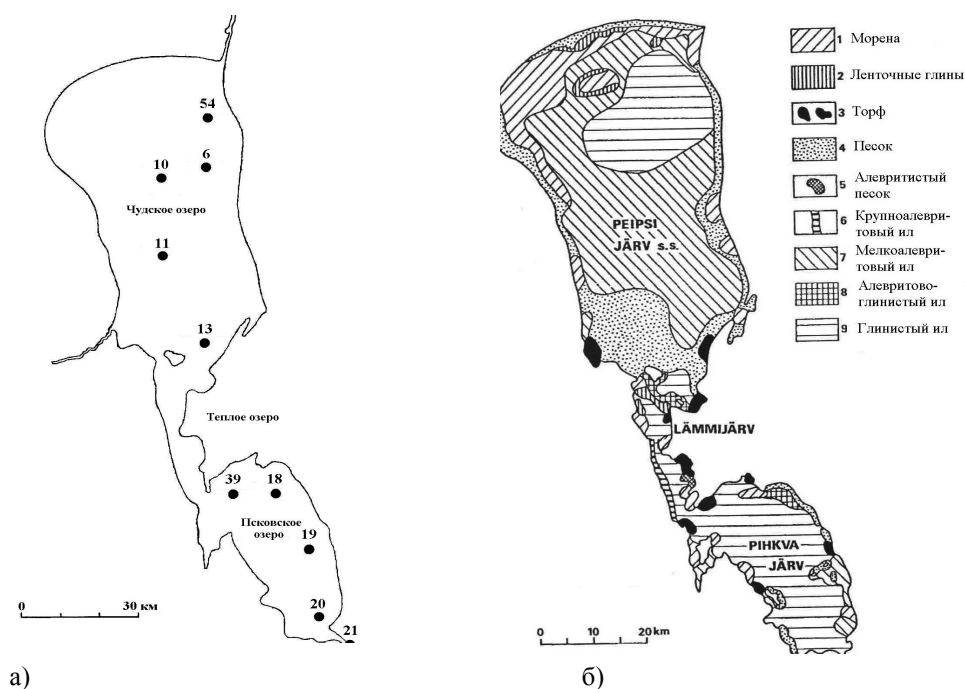 54
6
10
Чудское озеро
11
13
Теплое озеро
39
18
Псковское
озеро
19
20
21
0
30 км
а)
PEIPSI
JÄRV s.s.
LÄMMIJÄRV
PIHKVA
JÄRV
0 10 20km
1 Морена
2 Ленточные глины
3 Торф
4 Песок
5 Алевритистый
песок
6 Крупноалеври-
товый ил
7 Мелкоалеври-
товый ил
8 Алевритово-
глинистый ил
9 Глинистый ил
б)